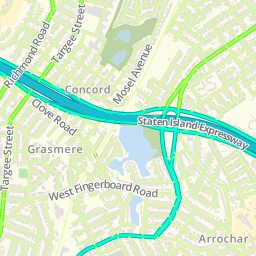 Richmond Road
Targee Street
Mosel Avenue
Concord
Clove Road
Staten Island Expressway
Grasmere
Targee Street
West Fingerboard Road
Arrochar